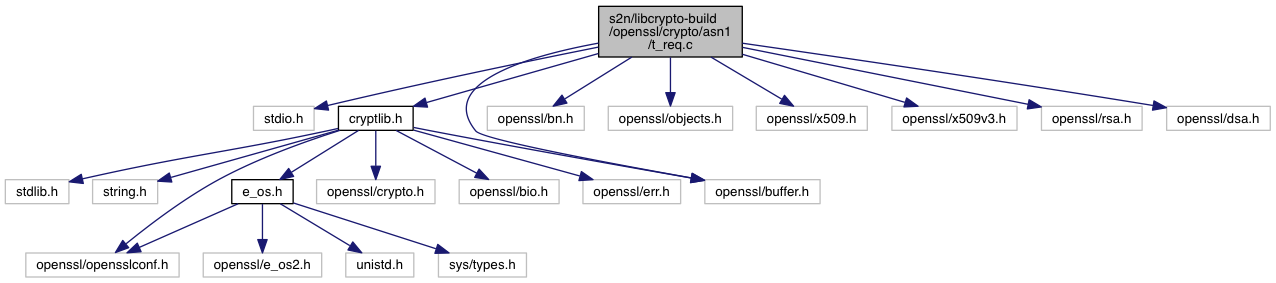 s2n/libcrypto-build
/openssl/crypto/asn1
/t_req.c
stdio.h
cryptlib.h
openssl/bn.h
openssl/objects.h
openssl/x509.h
openssl/x509v3.h
openssl/rsa.h
openssl/dsa.h
stdlib.h
string.h
e_os.h
openssl/crypto.h
openssl/bio.h
openssl/err.h
openssl/buffer.h
openssl/opensslconf.h
openssl/e_os2.h
unistd.h
sys/types.h